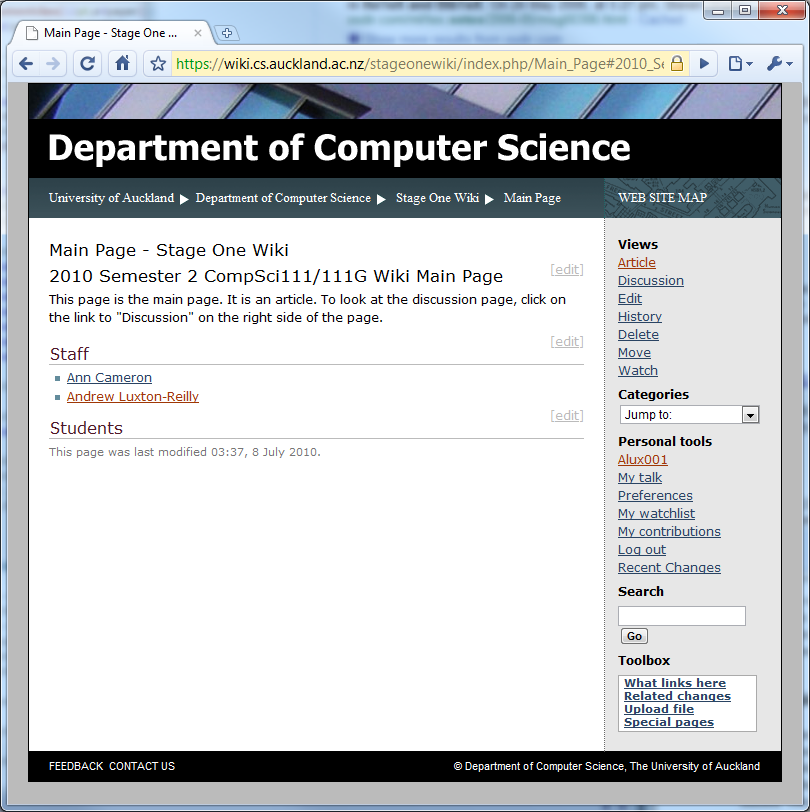 Main Page - Stage One ...
https://wiki.cs.auckland.ac.nz/stageonewiki/index.php/Main_Page#2010_Se
Department of Computer Science
University of Auckland Department of Computer Science Stage One Wiki Main Page
WEB SITE MAP
Main Page - Stage One Wiki
2010 Semester 2 CompSci111/111G Wiki Main Page
[edit]
This page is the main page. It is an article. To look at the discussion page, click on
the link to "Discussion" on the right side of the page.
[edit]
Staff
Ann Cameron
Andrew Luxton-Reilly
[edit]
Students
This page was last modified 03:37, 8 July 2010.
Views
Article
Discussion
Edit
History
Delete
Move
Watch
Categories
Jump to:
Personal tools
Alux001
My talk
Preferences
My watchlist
My contributions
Log out
Recent Changes
Search
Go
Toolbox
What links here
Related changes
Upload file
Special pages
FEEDBACK CONTACT US
© Department of Computer Science, The University of Auckland